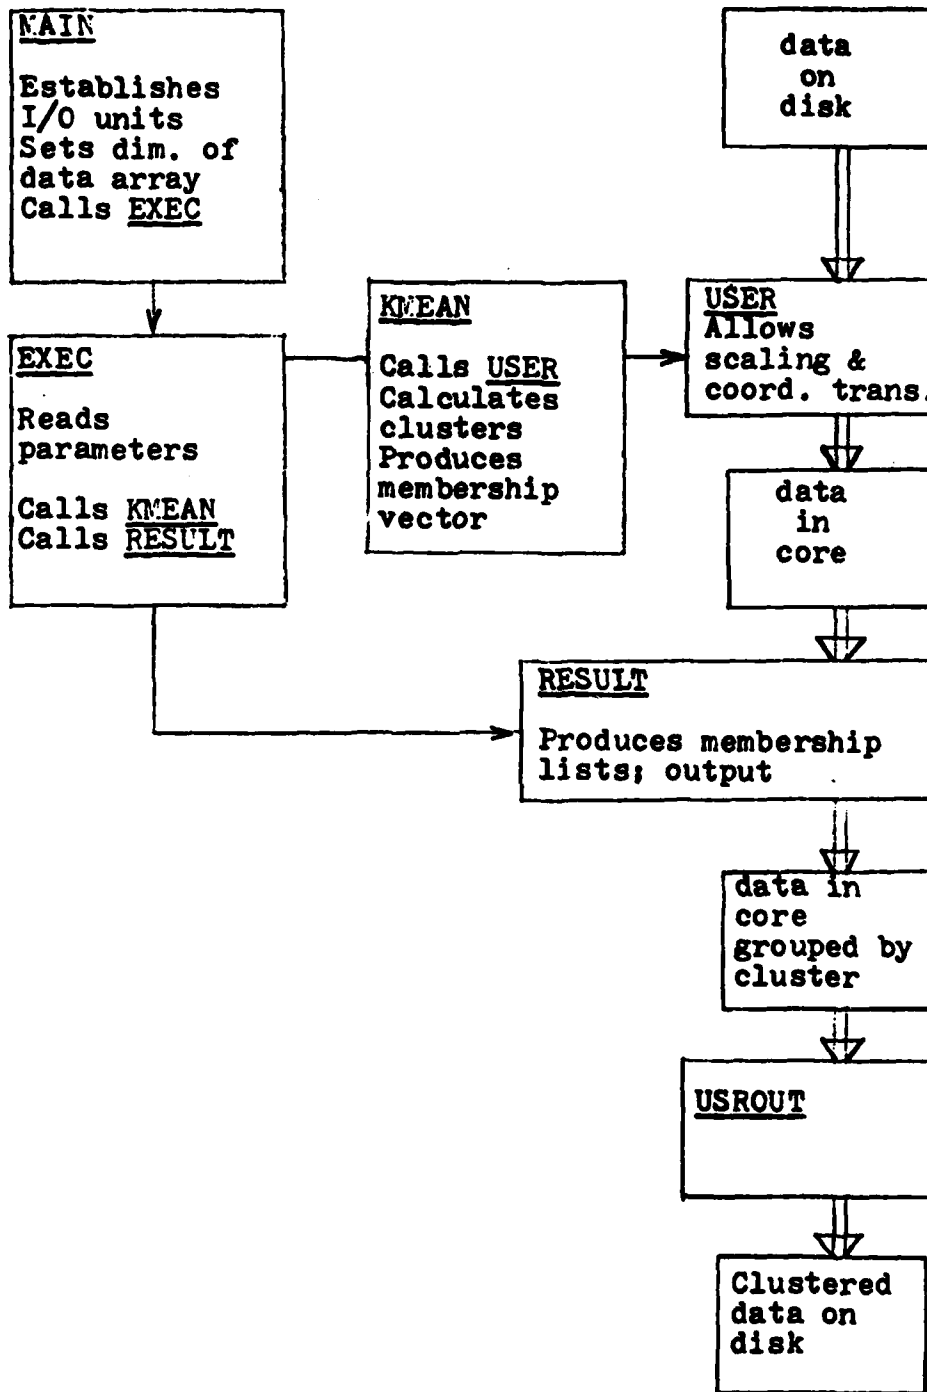 MAIN
Establishes
I/O units
Sets dim. of
data array
Calls EXEC
data
on
disk
EXEC
Reads
parameters
Calls KMEAN
Calls RESULT
KMEAN
Calls USER
Calculates
clusters
Produces
membership
vector
USER
Allows
scaling &
coord. trans.
data
in
core
RESULT
Produces membership
lists; output
data in
core
grouped by
cluster
USROUT
Clustered
data on
disk